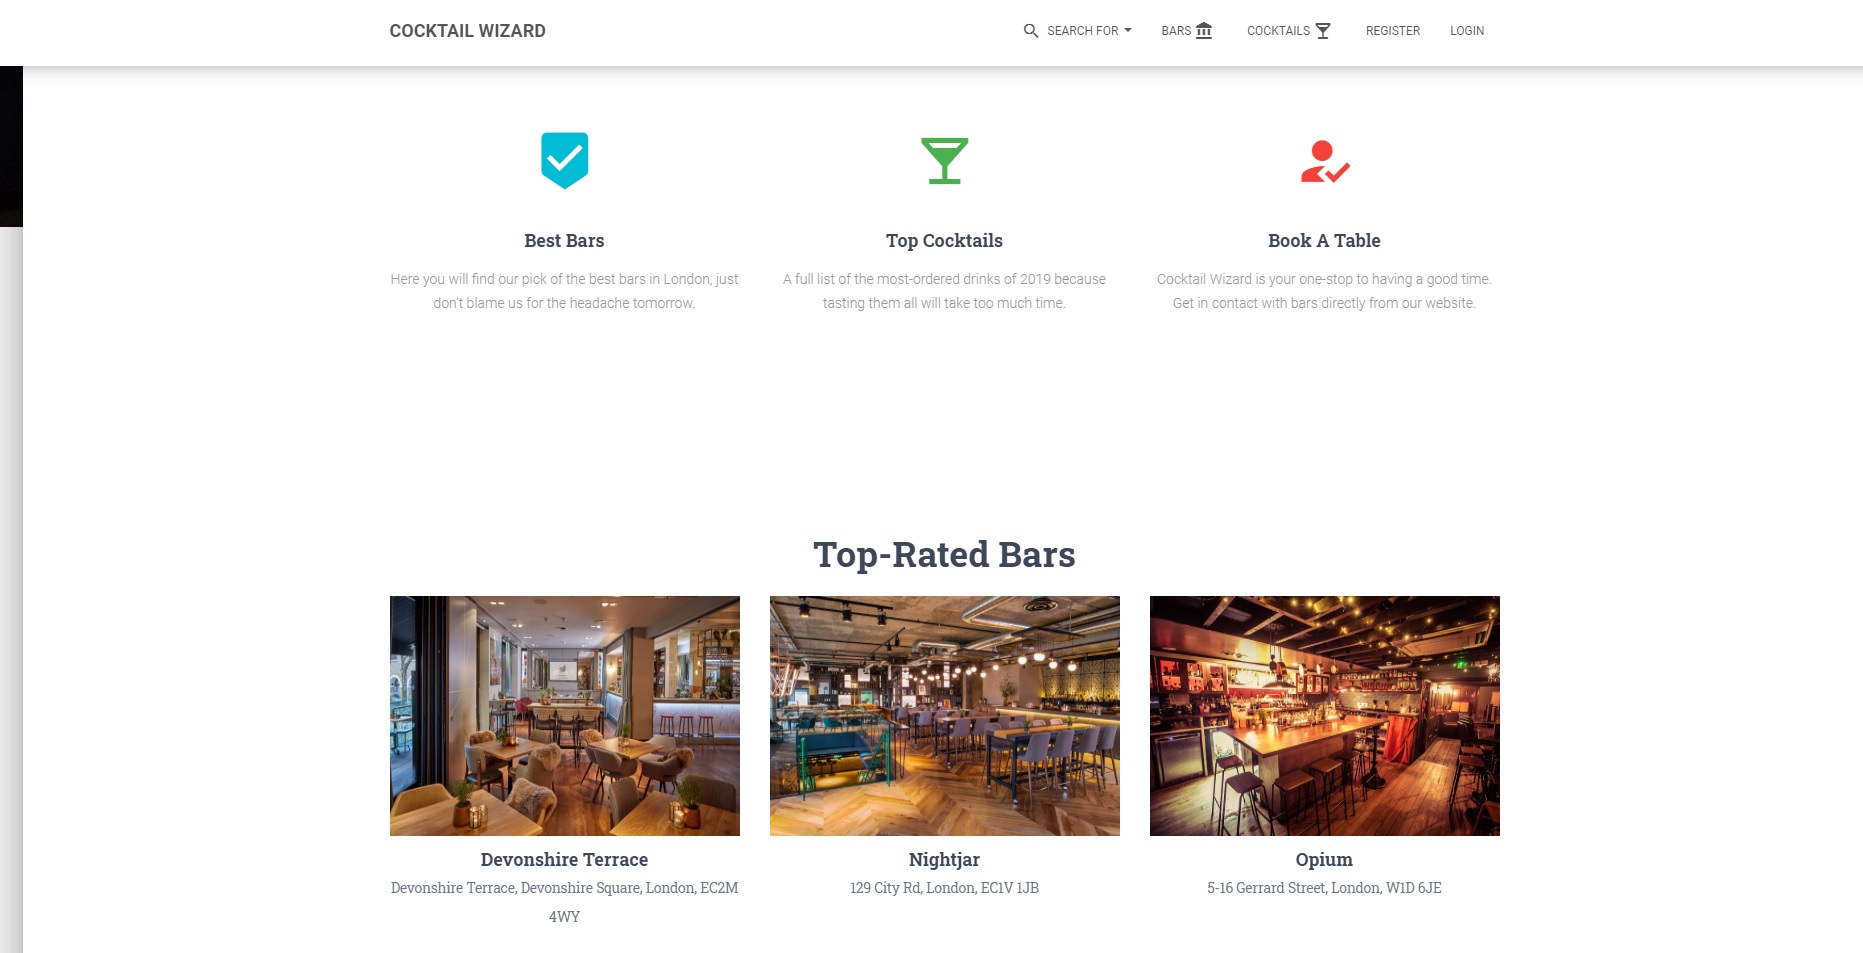 COCKTAIL WIZARD
SEARCH FOR
BARS
COCKTAILS
REGISTER
LOGIN
Best Bars
Here you will find our pick of the best bars in London, just
don't blame us for the headache tomorrow.
Top Cocktails
A full list of the most-ordered drinks of 2019 because
tasting them all will take too much time.
Book A Table
Cocktail Wizard is your one-stop to having a good time.
Get in contact with bars directly from our website.
Top-Rated Bars
Devonshire Terrace
Devonshire Terrace, Devonshire Square, London, EC2M
4WY
Nightjar
129 City Rd, London, EC1V 1JB
Opium
5-16 Gerrard Street, London, W1D 6JE